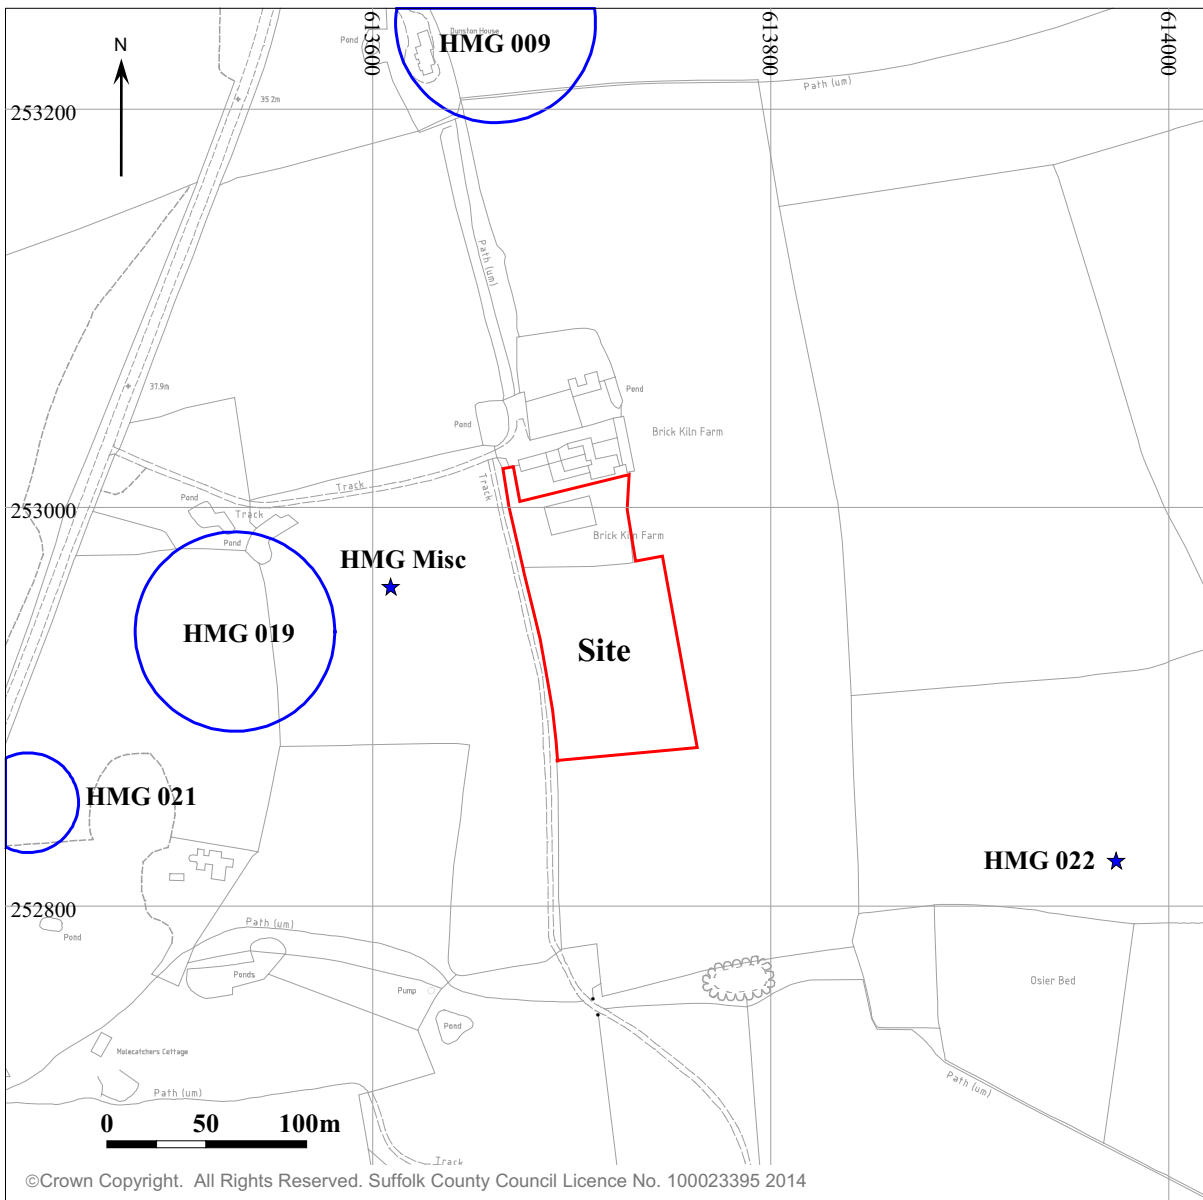 613600
613800
614000
Pond
Dunston House
HMG 009
N
Path (um)
35.2m
253200
Path (um)
37.9m
Pond
Pond
Brick Kiln Farm
Track
Track
Pond
Track
253000
Brick Kiln Farm
Pond
HMG Misc
HMG 019
Site
HMG 021
HMG 022
252800
Path (um)
Pond
Ponds
Pump
Osier Bed
Pond
Molecatchers Cottage
Path (um)
Path (um)
0 50 100m
Track
©Crown Copyright. All Rights Reserved. Suffolk County Council Licence No. 100023395 2014